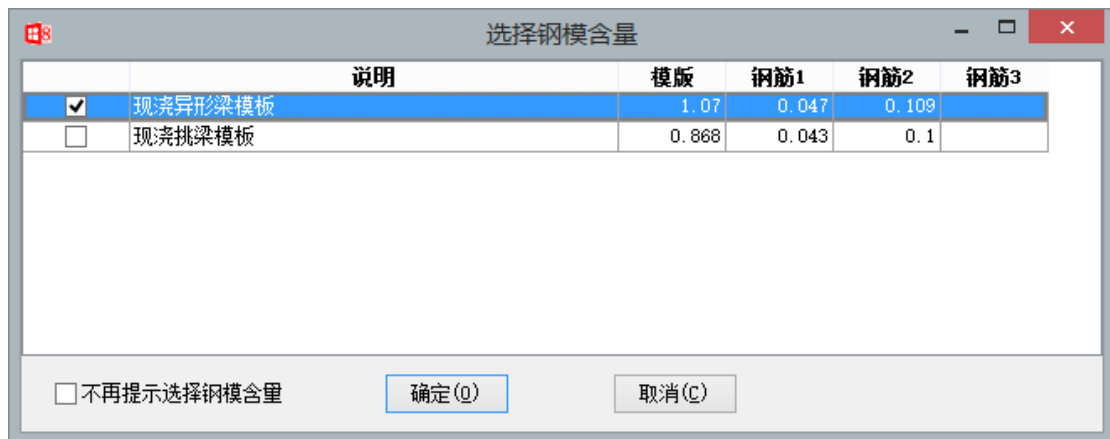 8 选择钢模含量
说明 模版 钢筋1 钢筋2 钢筋3
现浇异形梁模板 1.07 0.047 0.109
现浇挑梁模板 0.868 0.043 0.1
不再提示选择钢模含量 确定(O) 取消(C)